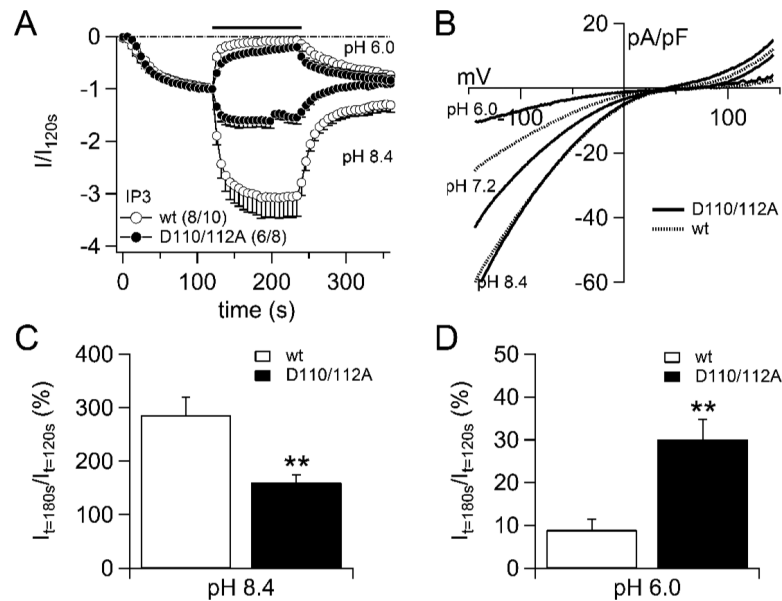 A
0
-1
-2
-3
-4
I/I120s
pH 6.0
pH 8.4
IP3
wt (8/10)
D110/112A (6/8)
0 100 200 300
time (s)
B
20
pA/pF
mV
pH 6.0
-100 100
pH 7.2
-20
-40
-60
pH 8.4
D110/112A
wt
C
400
300
200
100
0
It=180s/It=120s (%)
wt
D110/112A
**
pH 8.4
D
50
40
30
20
10
0
It=180s/It=120s (%)
wt
D110/112A
**
pH 6.0